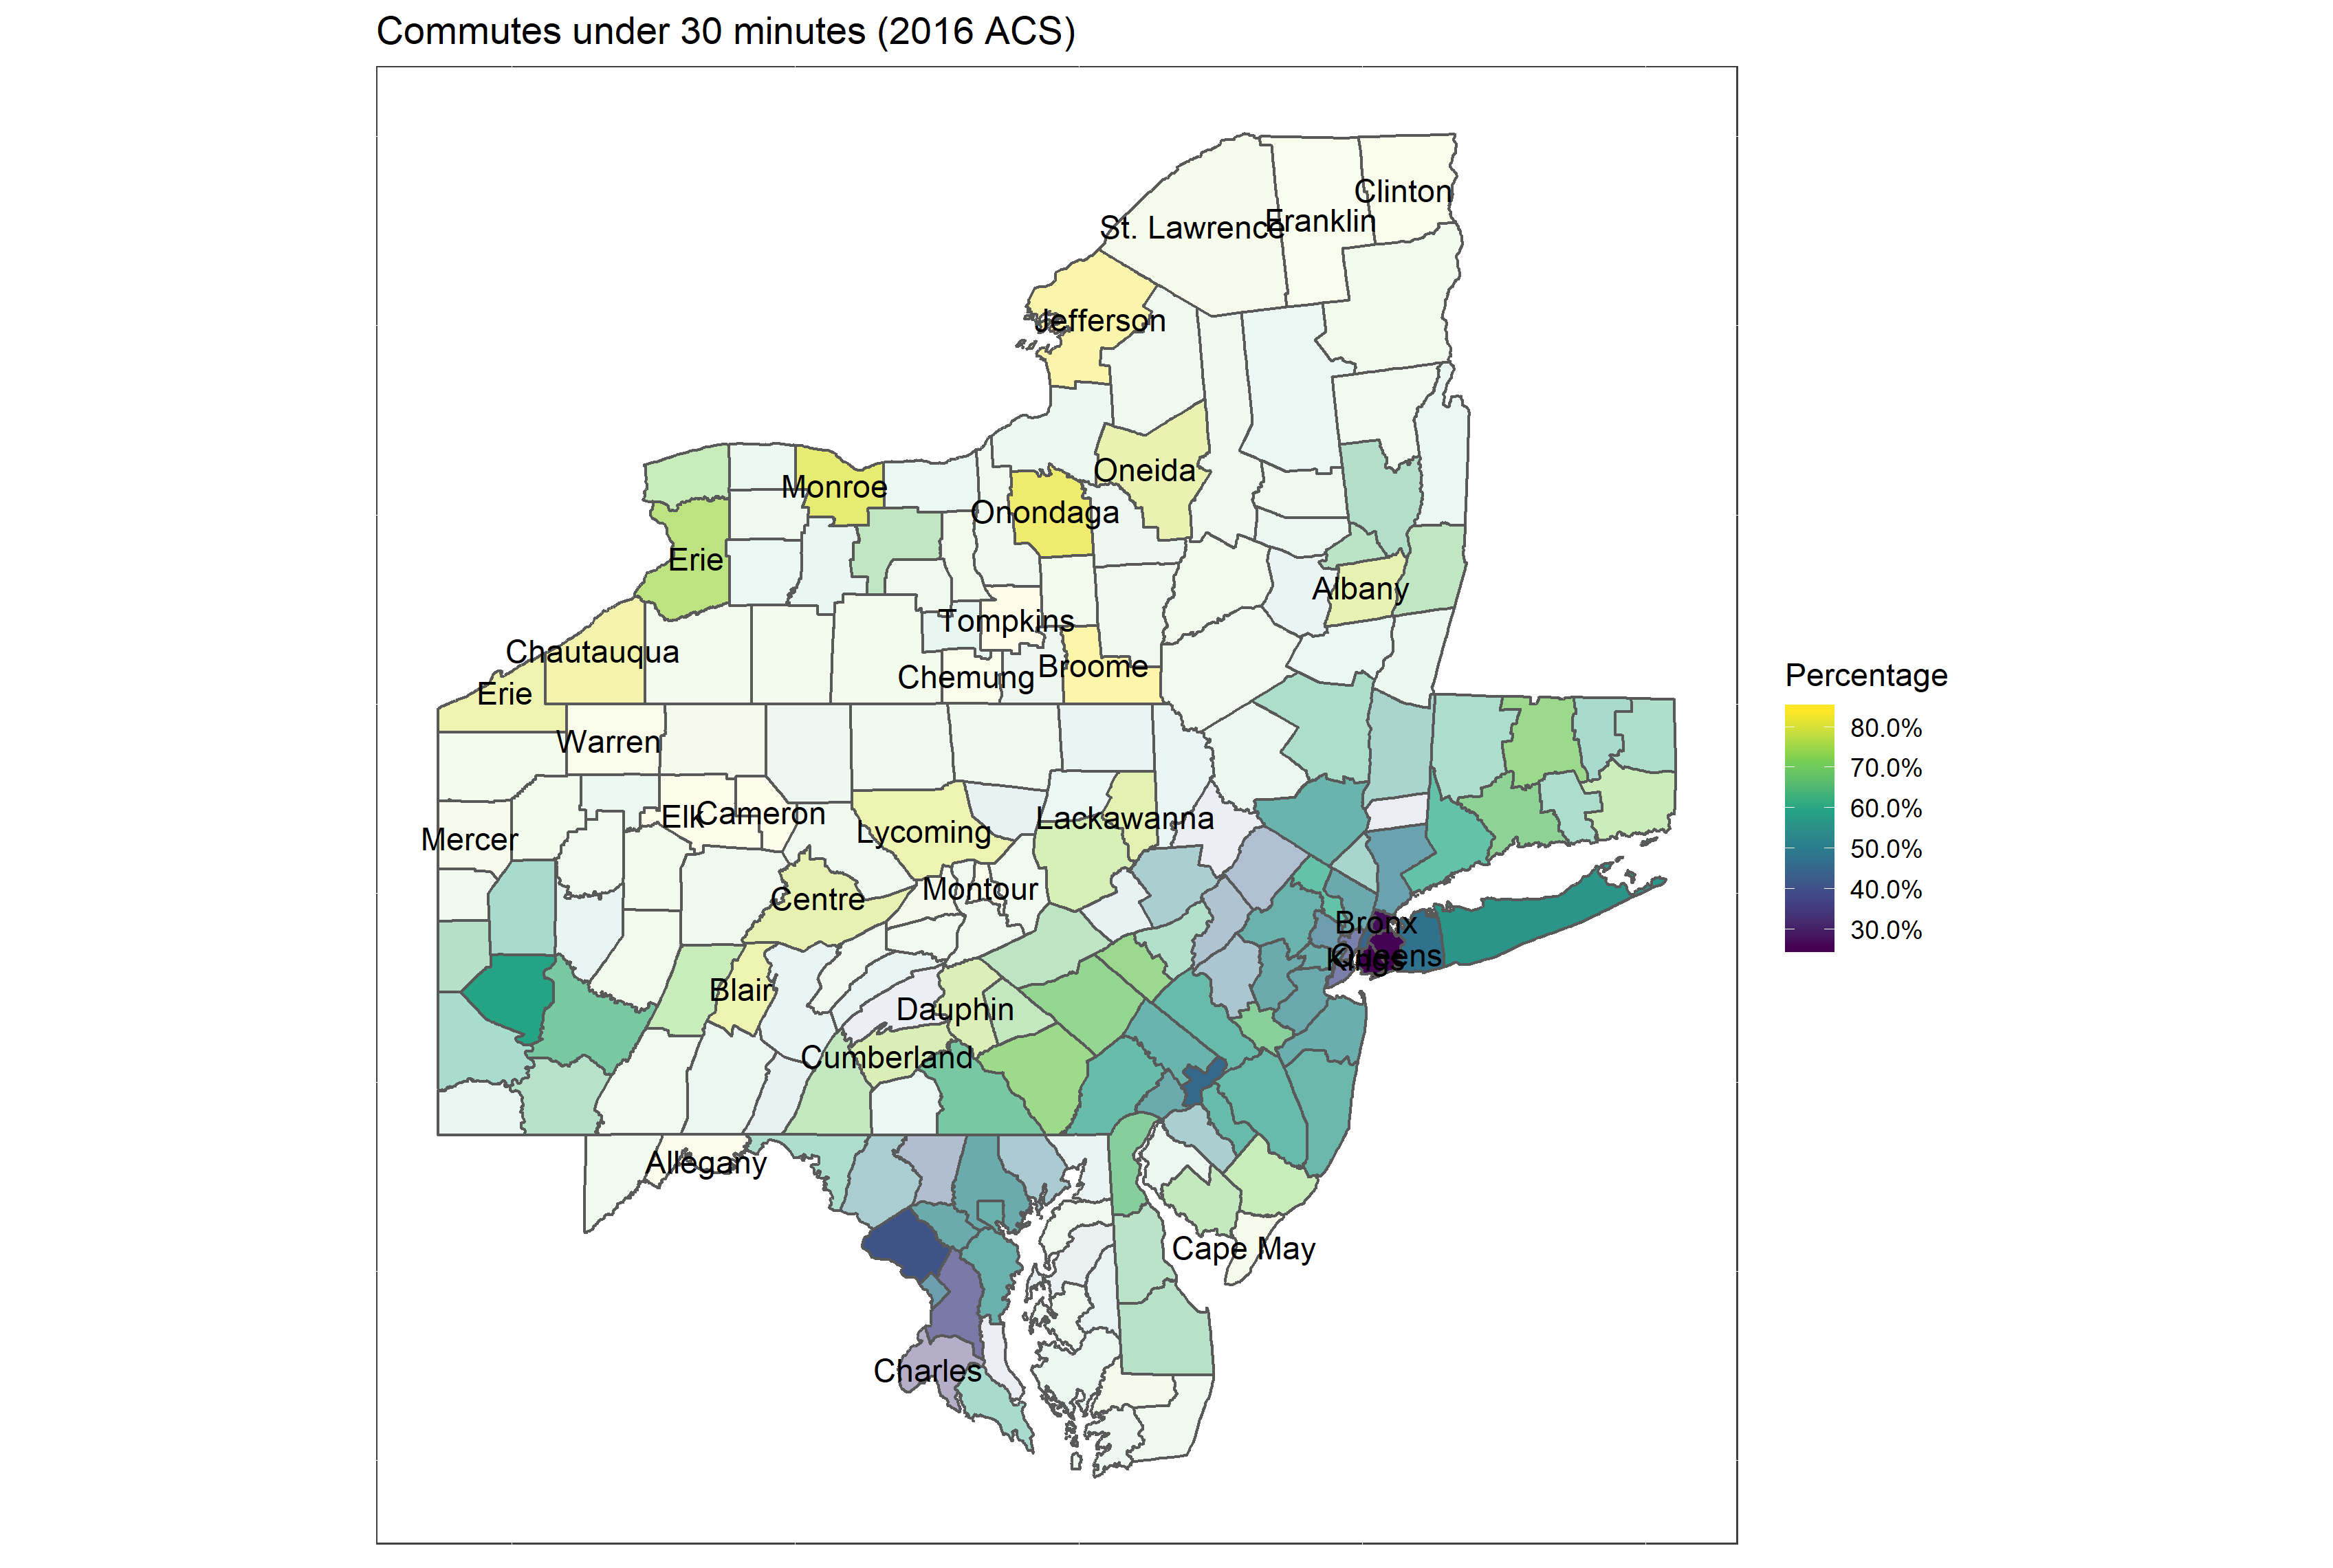 Commutes under 30 minutes (2016 ACS)
Clinton
Franklin
St. Lawrence
Jefferson
Oneida
Monroe
Onondaga
Erie
Albany
Tompkins
Chautauqua
Broome
Chemung
Erie
Warren
Elk
Cameron
Lackawanna
Lycoming
Mercer
Montour
Centre
Bronx
Queens
Kings
Blair
Dauphin
Cumberland
Allegany
Cape May
Charles
Percentage
80.0%
70.0%
60.0%
50.0%
40.0%
30.0%